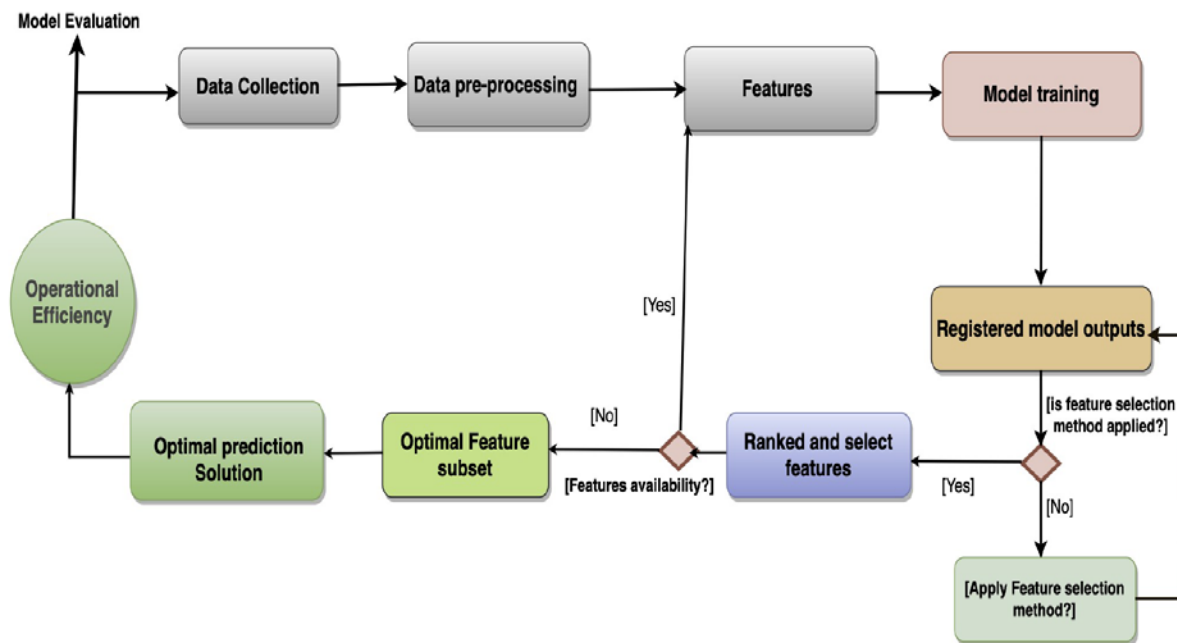 Model Evaluation
Data Collection
Data pre-processing
Features
Model training
Operational
Efficiency
[Yes]
Registered model outputs
[is feature selection
method applied?]
[No]
Optimal prediction
Solution
Optimal Feature
subset
[Features availability?]
Ranked and select
features
[Yes]
[No]
[Apply Feature selection
method?]